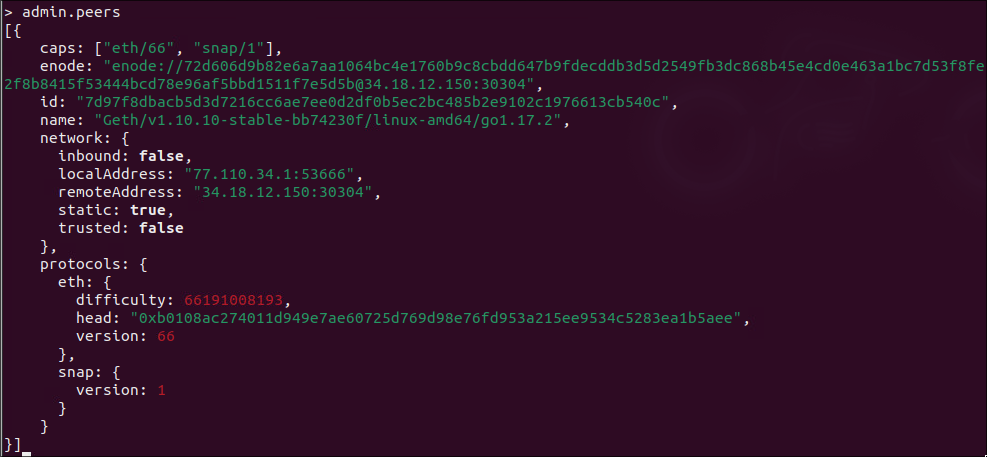 > admin.peers
[{
    caps: ["eth/66", "snap/1"],
    enode: "enode://72d606d9b82e6a7aa1064bc4e1760b9c8cbdd647b9fdecddb3d5d2549fb3dc868b45e4cd0e463a1bc7d53f8fe
2f8b8415f53444bcd78e96af5bbd1511f7e5d5b@34.18.12.150:30304",
    id: "7d97f8dbacb5d3d7216cc6ae7ee0d2df0b5ec2bc485b2e9102c1976613cb540c",
    name: "Geth/v1.10.10-stable-bb74230f/linux-amd64/go1.17.2",
    network: {
      inbound: false,
      localAddress: "77.110.34.1:53666",
      remoteAddress: "34.18.12.150:30304",
      static: true,
      trusted: false
    },
    protocols: {
      eth: {
        difficulty: 66191008193,
        head: "0xb0108ac274011d949e7ae60725d769d98e76fd953a215ee9534c5283ea1b5aee",
        version: 66
      },
      snap: {
        version: 1
      }
    }
}]